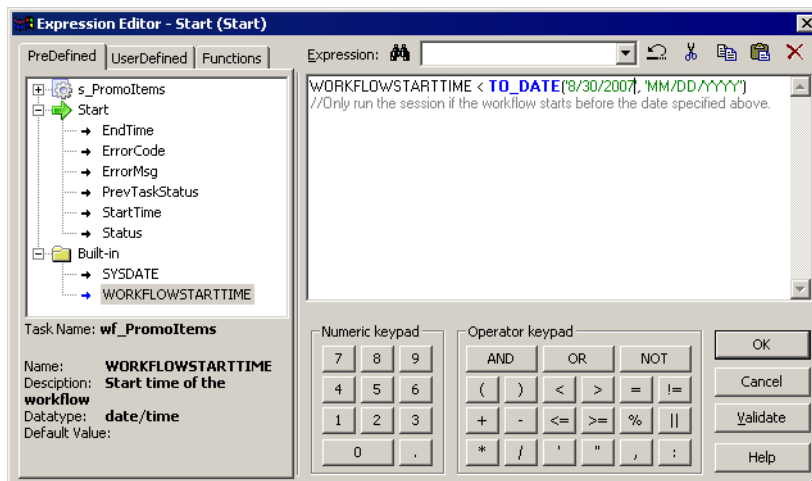 Expression Editor - Start (Start)
PreDefined UserDefined Functions
Expression:
s_PromoItems
Start
EndTime
ErrorCode
ErrorMsg
PrevTaskStatus
StartTime
Status
Built-in
SYSDATE
WORKFLOWSTARTTIME
WORKFLOWSTARTTIME < TO_DATE('8/30/2007', 'MM/DD/YYYY')
//Only run the session if the workflow starts before the date specified above.
Task Name: wf_PromoItems
Name: WORKFLOWSTARTTIME
Desciption: Start time of the
workflow
Datatype: date/time
Default Value:
Numeric keypad
7 8 9
4 5 6
1 2 3
0 .
Operator keypad
AND OR NOT
( ) < > = !=
+ - <= >= % ||
* / ' " , :
OK
Cancel
Validate
Help